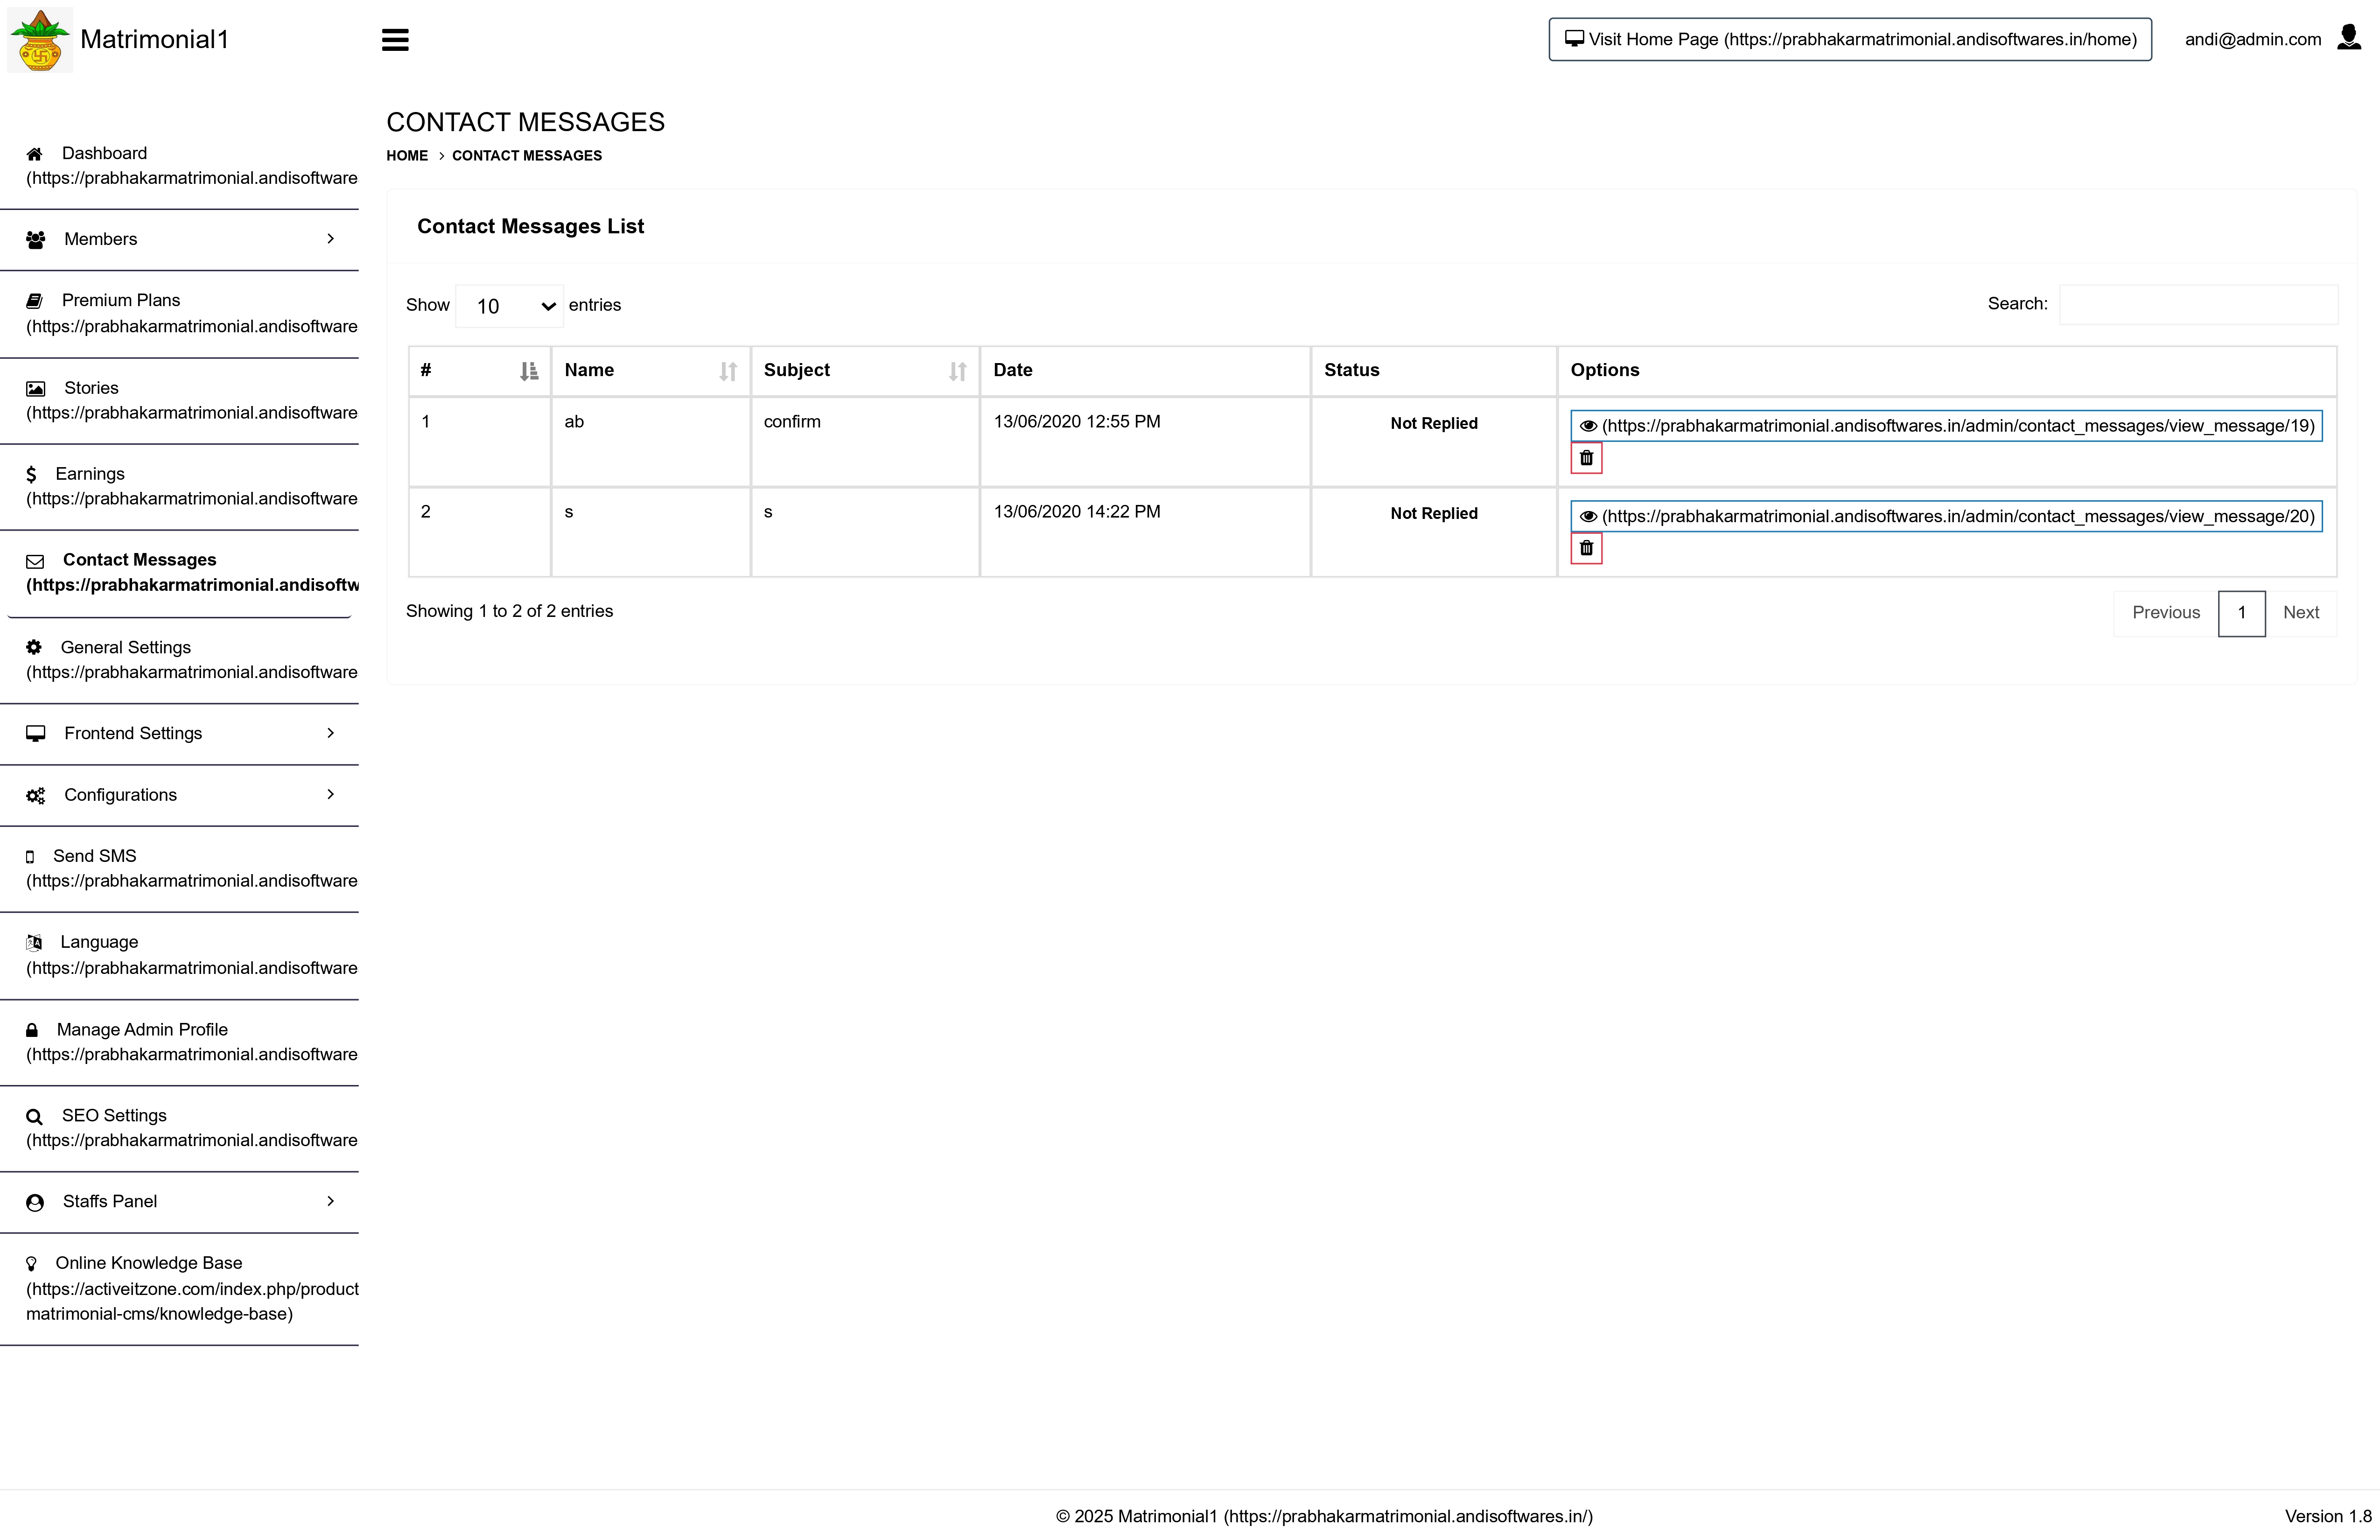 Matrimonial1
Visit Home Page (https://prabhakarmatrimonial.andisoftwares.in/home)
andi@admin.com
Dashboard
(https://prabhakarmatrimonial.andisoftware
Members
Premium Plans
(https://prabhakarmatrimonial.andisoftware
Stories
(https://prabhakarmatrimonial.andisoftware
Earnings
(https://prabhakarmatrimonial.andisoftware
Contact Messages
(https://prabhakarmatrimonial.andisoftw
General Settings
(https://prabhakarmatrimonial.andisoftware
Frontend Settings
Configurations
Send SMS
(https://prabhakarmatrimonial.andisoftware
Language
(https://prabhakarmatrimonial.andisoftware
Manage Admin Profile
(https://prabhakarmatrimonial.andisoftware
SEO Settings
(https://prabhakarmatrimonial.andisoftware
Staffs Panel
Online Knowledge Base
(https://activeitzone.com/index.php/product
matrimonial-cms/knowledge-base)
CONTACT MESSAGES
HOME > CONTACT MESSAGES
Contact Messages List
Show 10 entries
Search:
# Name Subject Date Status Options
1 ab confirm 13/06/2020 12:55 PM Not Replied (https://prabhakarmatrimonial.andisoftwares.in/admin/contact_messages/view_message/19)
2 s s 13/06/2020 14:22 PM Not Replied (https://prabhakarmatrimonial.andisoftwares.in/admin/contact_messages/view_message/20)
Showing 1 to 2 of 2 entries
Previous 1 Next
© 2025 Matrimonial1 (https://prabhakarmatrimonial.andisoftwares.in/)
Version 1.8